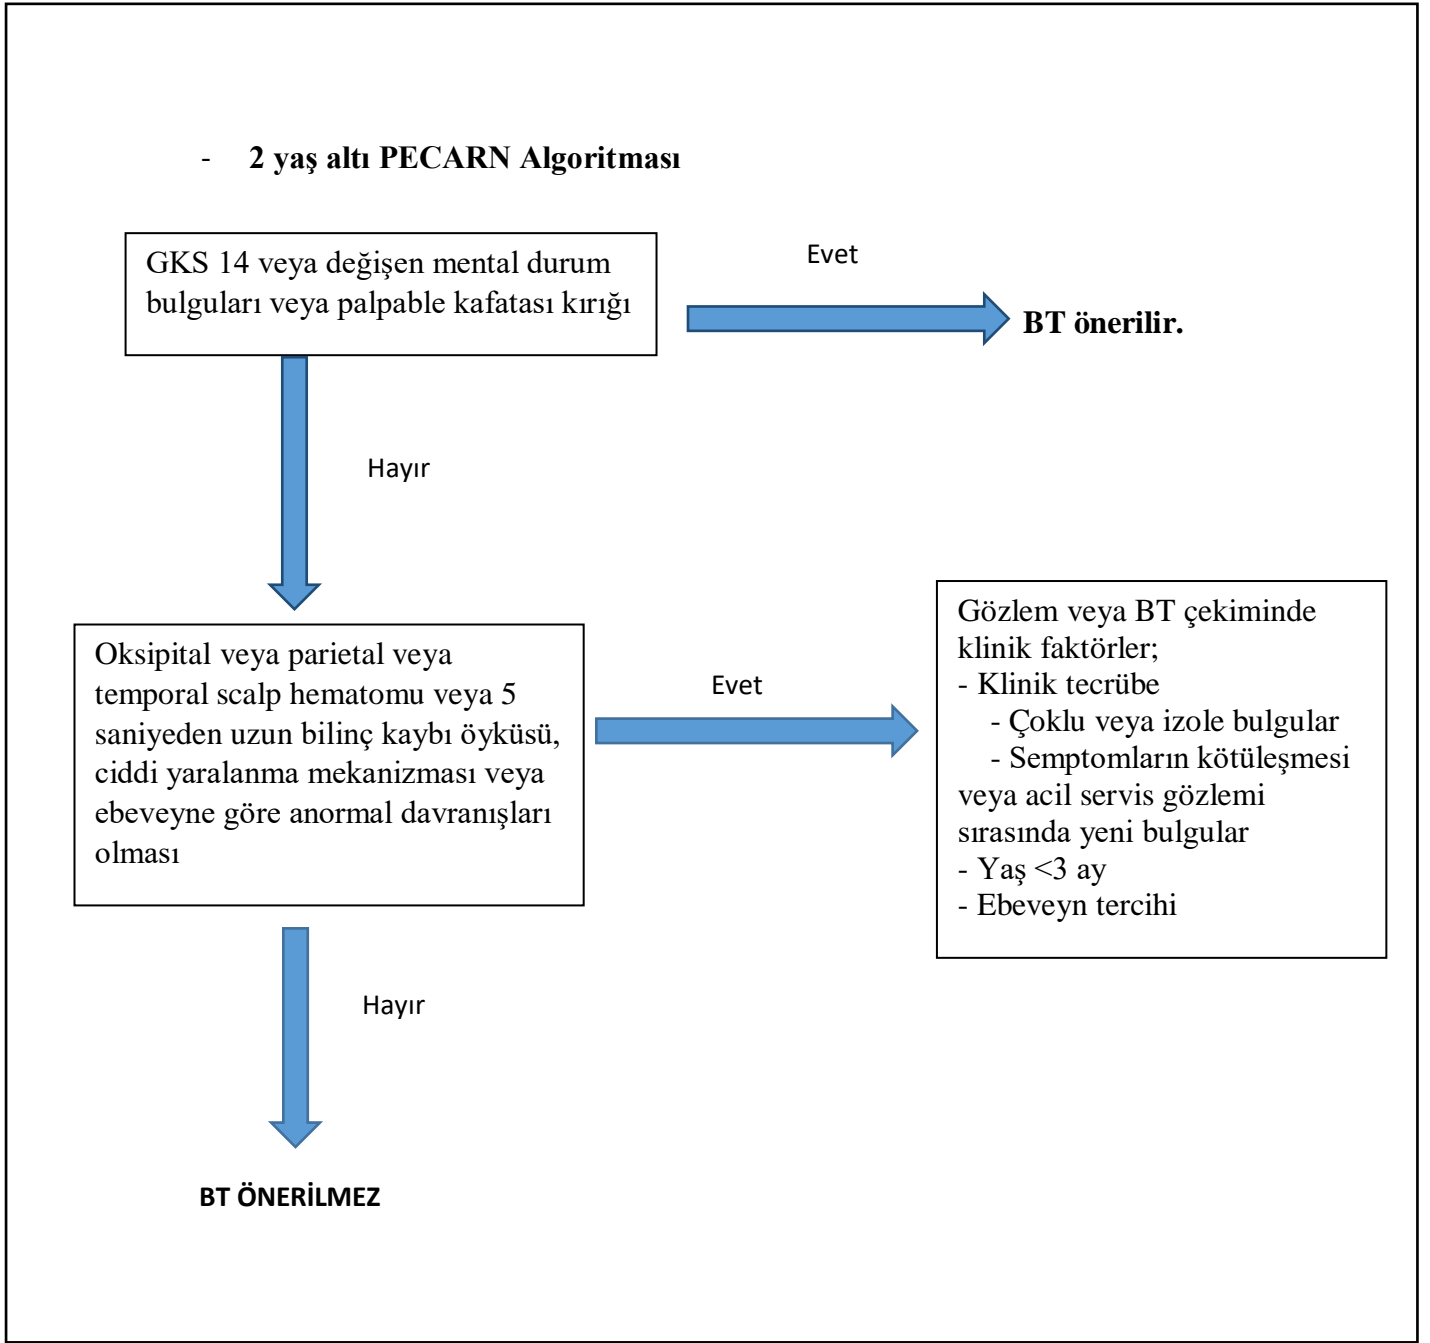 - 2 yaş altı PECARN Algoritması
GKS 14 veya değişen mental durum
bulguları veya palpable kafatası kırığı
Evet
BT önerilir.
Hayır
Oksipital veya parietal veya
temporal scalp hematomu veya 5
saniyeden uzun bilinç kaybı öyküsü,
ciddi yaralanma mekanizması veya
ebeveyne göre anormal davranışları
olması
Evet
Gözlem veya BT çekiminde
klinik faktörler;
- Klinik tecrübe
- Çoklu veya izole bulgular
- Semptomların kötüleşmesi
veya acil servis gözlemi
sırasında yeni bulgular
- Yaş <3 ay
- Ebeveyn tercihi
Hayır
BT ÖNERİLMEZ